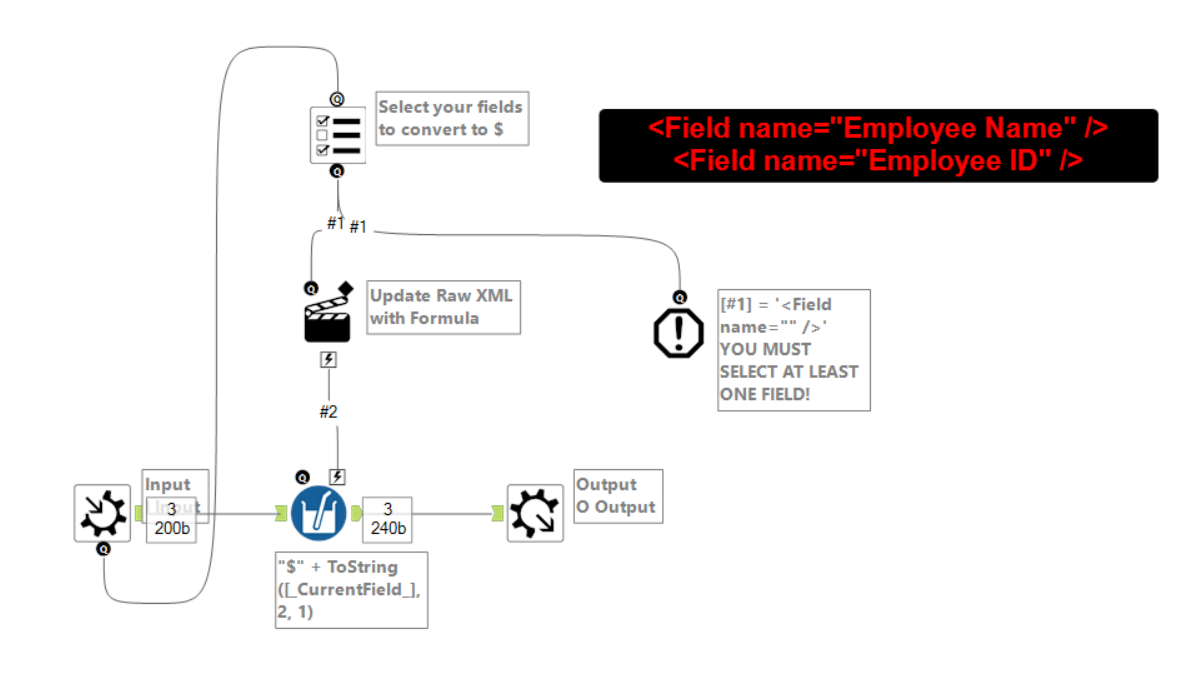 Select your fields
to convert to $
<Field name="Employee Name" />
<Field name="Employee ID" />
#1
#1
Update Raw XML
with Formula
[#1] = '<Field
name="" />'
YOU MUST
SELECT AT LEAST
ONE FIELD!
#2
Input
I Input
3
200b
3
240b
Output
O Output
"$" + ToString
([_CurrentField_],
2, 1)